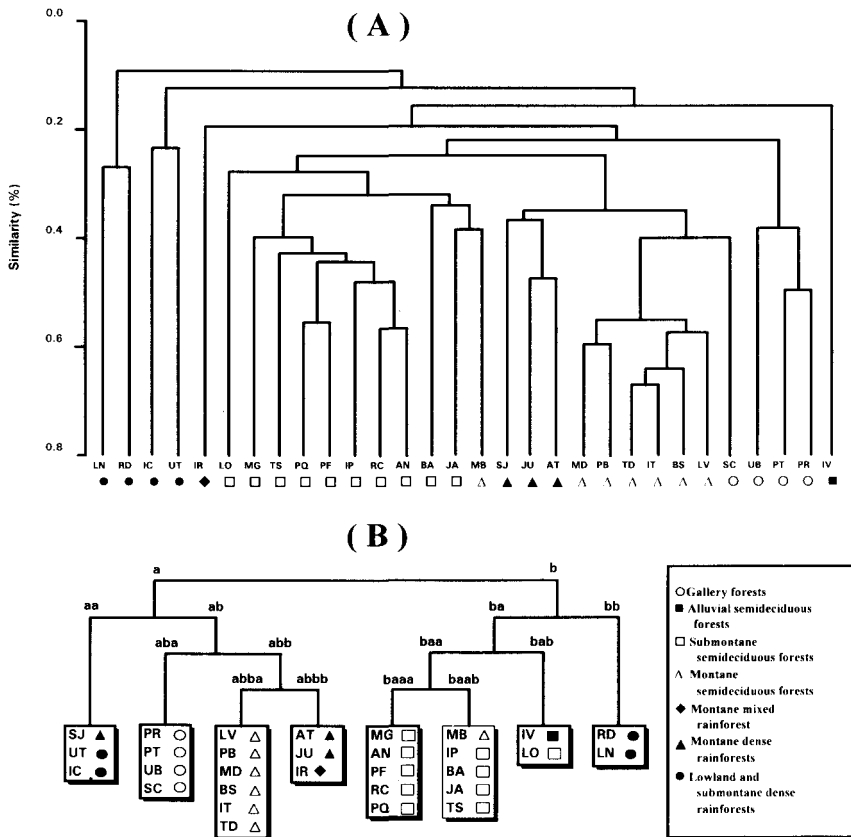 ( A )
0.0
0.2
0.4
0.6
0.8
Similarity (%)
LN RD IC UT IR LO MG TS PQ PF IP RC AN BA JA MB SJ JU AT MD PB TD IT BS LV SC UB PT PR IV
( B )
a b
aa ab ba bb
aba abb baa bab
abba abbb baaa baab
SJ
UT
IC
PR
PT
UB
SC
LV
PB
MD
BS
IT
TD
AT
JU
IR
MG
AN
PF
RC
PQ
MB
IP
BA
JA
TS
IV
LO
RD
LN
Gallery forests
Alluvial semideciduous
forests
Submontane
semideciduous forests
Montane
semideciduous forests
Montane mixed
rainforest
Montane dense
rainforests
Lowland and
submontane dense
rainforests